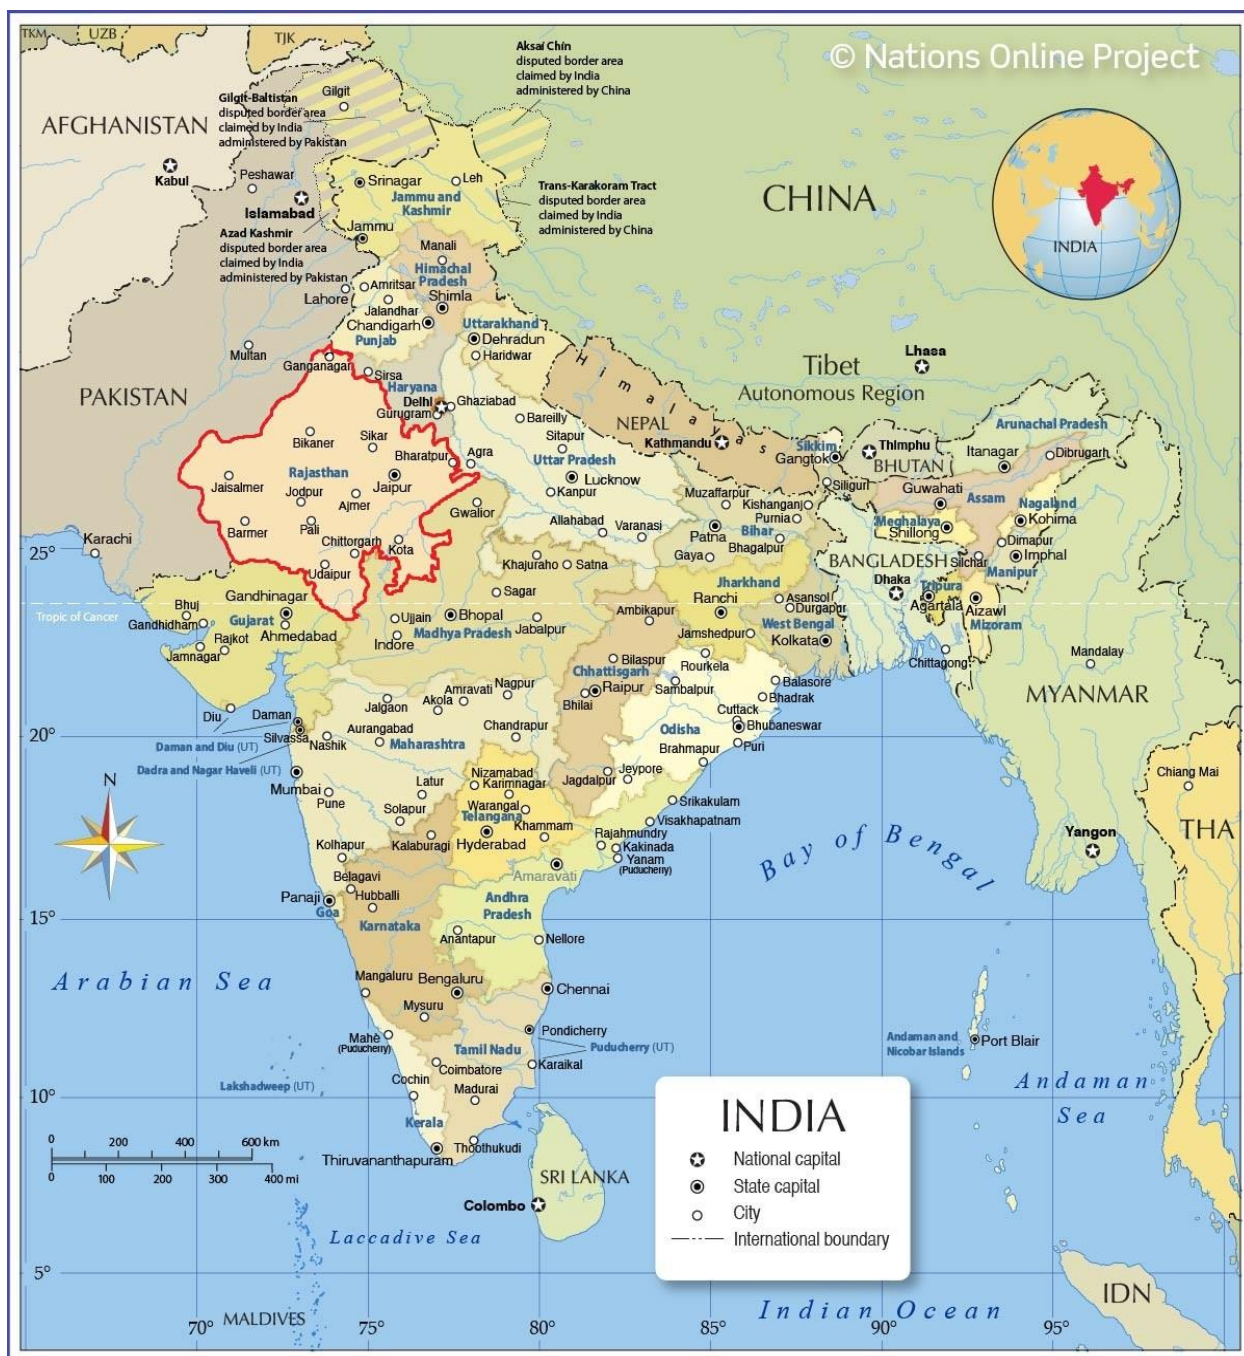 TKM
UZB
TJK
© Nations Online Project
Aksai Chin
disputed border area
claimed by India
administered by China
Gilgit-Baltistan
disputed border area
claimed by India
administered by Pakistan
Gilgit
AFGHANISTAN
Kabul
Peshawar
Islamabad
Srinagar
Leh
Jammu and
Kashmir
Trans-Karakoram Tract
disputed border area
claimed by India
administered by China
CHINA
INDIA
Azad Kashmir
disputed border area
claimed by India
administered by Pakistan
Jammu
Manali
Himachal
Pradesh
Shimla
Lahore
Amritsar
Jalandhar
Chandigarh
Punjab
Uttarakhand
Dehradun
Haridwar
Multan
Ganganagar
Sirsa
Haryana
Delhi
Gurugram
Ghaziabad
PAKISTAN
Himalayas
NEPAL
Kathmandu
Tibet
Autonomous Region
Lhasa
Bareilly
Sitapur
Uttar Pradesh
Lucknow
Kanpur
Agra
Bikaner
Sikar
Bharatpur
Rajasthan
Jaisalmer
Jodpur
Jaipur
Ajmer
Barmer
Pali
Chittorgarh
Kota
Udaipur
Gwalior
Sikkim
Gangtok
Thimphu
BHUTAN
Siliguri
Arunachal Pradesh
Itanagar
Dibrugarh
Guwahati
Assam
Nagaland
Kohima
Meghalaya
Shillong
Dimapur
Imphal
Silchar
Manipur
Muzaffarpur
Kishanganj
Purnia
Patna
Bihar
Gaya
Bhagalpur
Allahabad
Varanasi
BANGLADESH
Dhaka
Tripura
Agartala
Aizawl
Mizoram
Chittagong
Karachi
25°
Khajuraho
Satna
Sagar
Jharkhand
Ranchi
Asansol
Durgapur
West Bengal
Kolkata
Jamshedpur
Ambikapur
Tropic of Cancer
Gandhinagar
Bhuj
Gandhidham
Gujarat
Ahmedabad
Rajkot
Jamnagar
Ujjain
Bhopal
Indore
Madhya Pradesh
Jabalpur
Chhattisgarh
Bilaspur
Raipur
Bhilai
Rourkela
Sambalpur
Balasore
Bhadrak
Cuttack
Bhubaneswar
Odisha
Puri
Brahmapur
Mandalay
MYANMAR
Diu
Daman
Silvassa
Daman and Diu (UT)
Dadra and Nagar Haveli (UT)
20°
Amravati
Nagpur
Jalgaon
Akola
Aurangabad
Nashik
Maharashtra
Chandrapur
Mumbai
Pune
Latur
Solapur
Jagdalpur
Jeypore
Nizamabad
Karimnagar
Warangal
Telangana
Hyderabad
Khammam
Srikakulam
Visakhapatnam
Rajahmundry
Kakinada
Yanam
(Puducherry)
Amaravati
N
Kolhapur
Kalaburagi
Belagavi
Hubballi
Panaji
Goa
Karnataka
Andhra
Pradesh
Anantapur
Nellore
15°
Bay of Bengal
Chiang Mai
THA
Yangon
Arabian Sea
Mangaluru
Bengaluru
Chennai
Mysuru
Mahè
(Puducherry)
Pondicherry
Puducherry (UT)
Tamil Nadu
Karaikal
Coimbatore
Cochin
Madurai
Lakshadweep (UT)
Andaman and
Nicobar Islands
Port Blair
Andaman
Sea
10°
Kerala
Thoothukudi
Thiruvananthapuram
0 200 400 600 km
0 100 200 300 400 mi
SRI LANKA
Colombo
Laccadive Sea
INDIA
National capital
State capital
City
International boundary
5°
Indian Ocean
IDN
MALDIVES
70° 75° 80° 85° 90° 95°